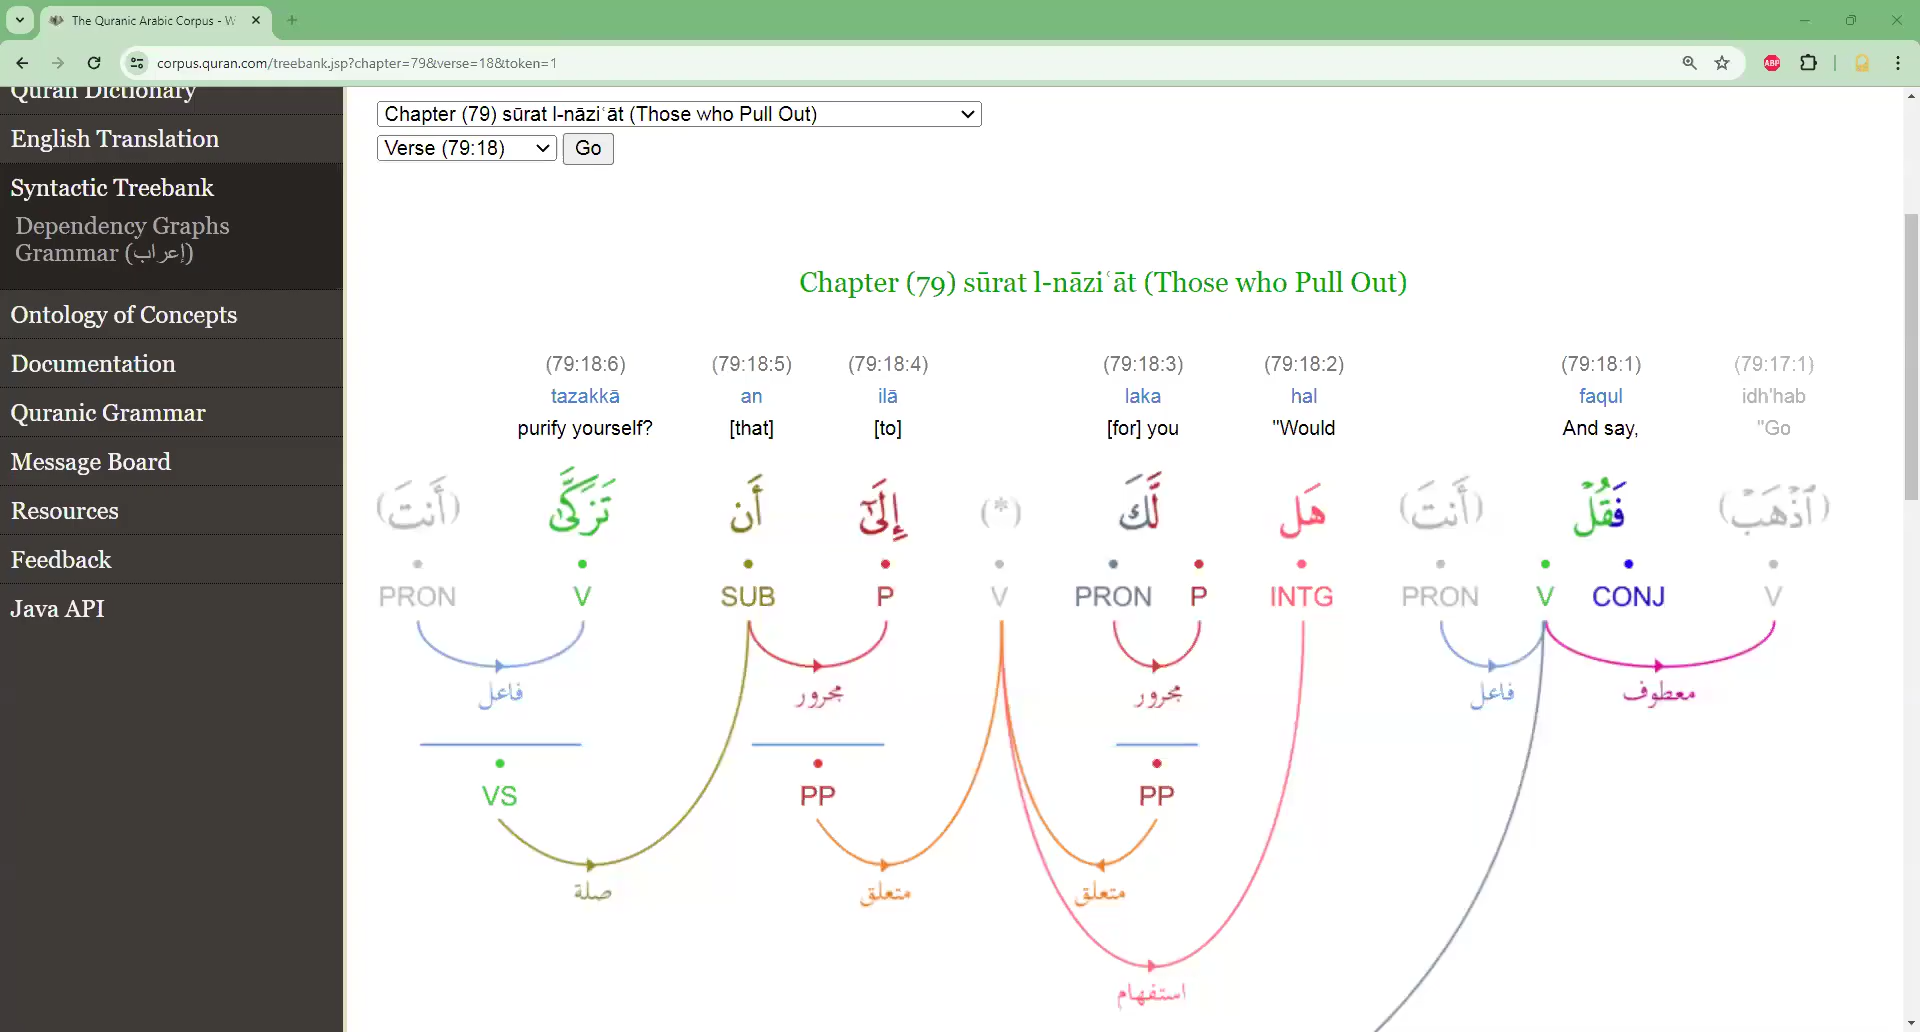 The Quranic Arabic Corpus - W
corpus.quran.com/treebank.jsp?chapter=79&verse=18&token=1
ABP
Quran Dictionary
English Translation
Syntactic Treebank
Dependency Graphs
Grammar (إعراب)
Ontology of Concepts
Documentation
Quranic Grammar
Message Board
Resources
Feedback
Java API
Chapter (79) sūrat l-nāziʿāt (Those who Pull Out)
Verse (79:18) Go
Chapter (79) sūrat l-nāziʿāt (Those who Pull Out)
(79:18:6) (79:18:5) (79:18:4) (79:18:3) (79:18:2) (79:18:1) (79:17:1)
tazakkā an ilā laka hal faqul idh'hab
purify yourself? [that] [to] [for] you "Would And say, "Go
(ٱذۡهَبۡ) فَقُلۡ (أَنتَ) هَل لَّكَ (*) إِلَىٰٓ أَن تَزَكَّىٰ (أَنتَ)
PRON V SUB P V PRON P INTG PRON V CONJ V
فاعل مجرور مجرور فاعل معطوف
VS PP PP
صلة متعلق متعلق
استفهام